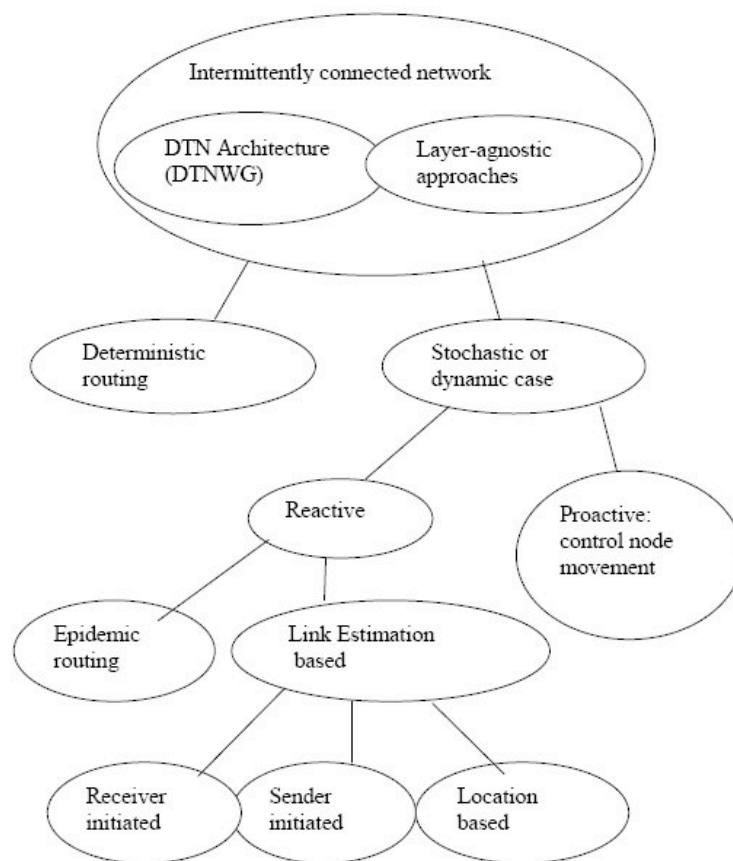 Intermittently connected network
DTN Architecture
(DTNWG)
Layer-agnostic
approaches
Deterministic
routing
Stochastic or
dynamic case
Reactive
Proactive:
control node
movement
Epidemic
routing
Link Estimation
based
Receiver
initiated
Sender
initiated
Location
based